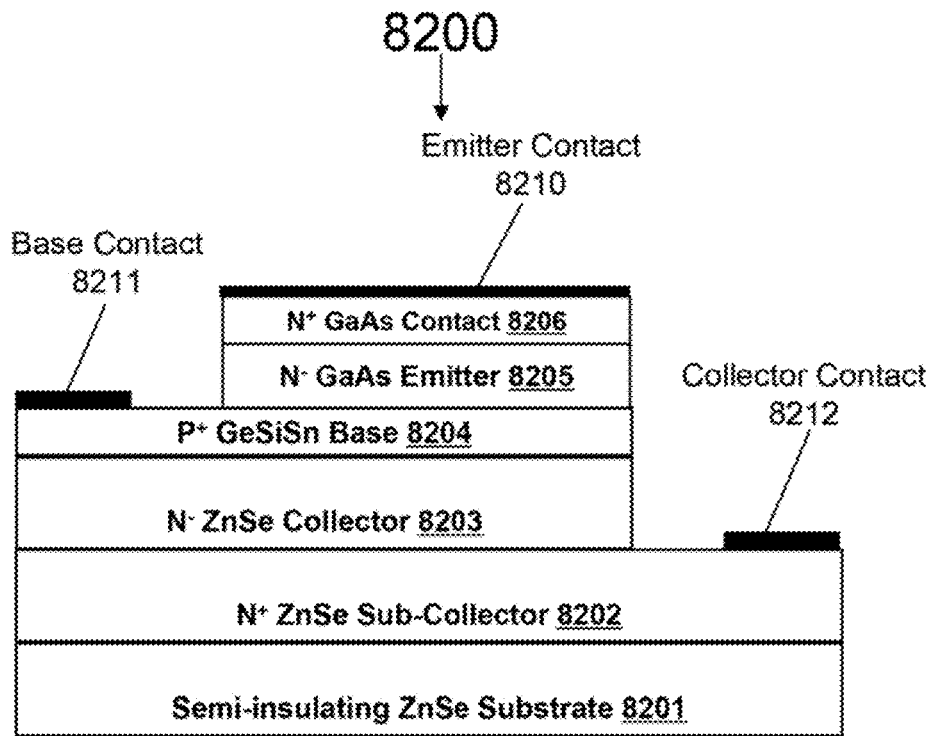 8200
Emitter Contact
8210
Base Contact
8211
N⁺ GaAs Contact 8206
N⁻ GaAs Emitter 8205
Collector Contact
8212
P⁺ GeSiSn Base 8204
N⁻ ZnSe Collector 8203
N⁺ ZnSe Sub-Collector 8202
Semi-insulating ZnSe Substrate 8201